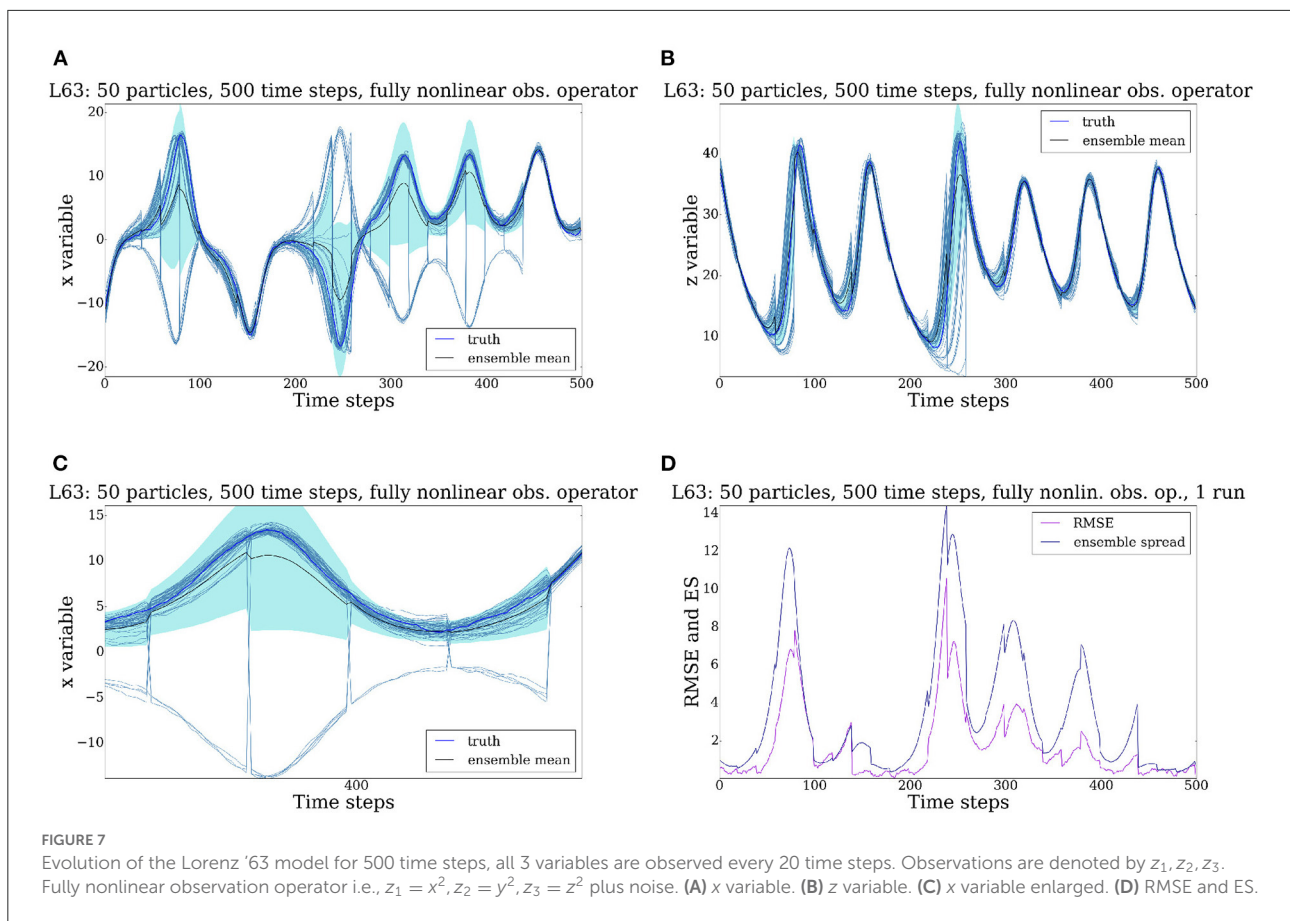 A
L63: 50 particles, 500 time steps, fully nonlinear obs. operator
20
10
0
−10
−20
x variable
truth
ensemble mean
0
100
200
300
400
500
Time steps
B
L63: 50 particles, 500 time steps, fully nonlinear obs. operator
truth
ensemble mean
40
30
20
10
z variable
0
100
200
300
400
500
Time steps
C
L63: 50 particles, 500 time steps, fully nonlinear obs. operator
15
10
5
0
−5
−10
x variable
truth
ensemble mean
400
Time steps
D
L63: 50 particles, 500 time steps, fully nonlin. obs. op., 1 run
14
12
10
8
6
4
2
RMSE and ES
RMSE
ensemble spread
0
100
200
300
400
500
Time steps
FIGURE 7
Evolution of the Lorenz ’63 model for 500 time steps, all 3 variables are observed every 20 time steps. Observations are denoted by z₁, z₂, z₃.
Fully nonlinear observation operator i.e., z₁ = x², z₂ = y², z₃ = z² plus noise. (A) x variable. (B) z variable. (C) x variable enlarged. (D) RMSE and ES.